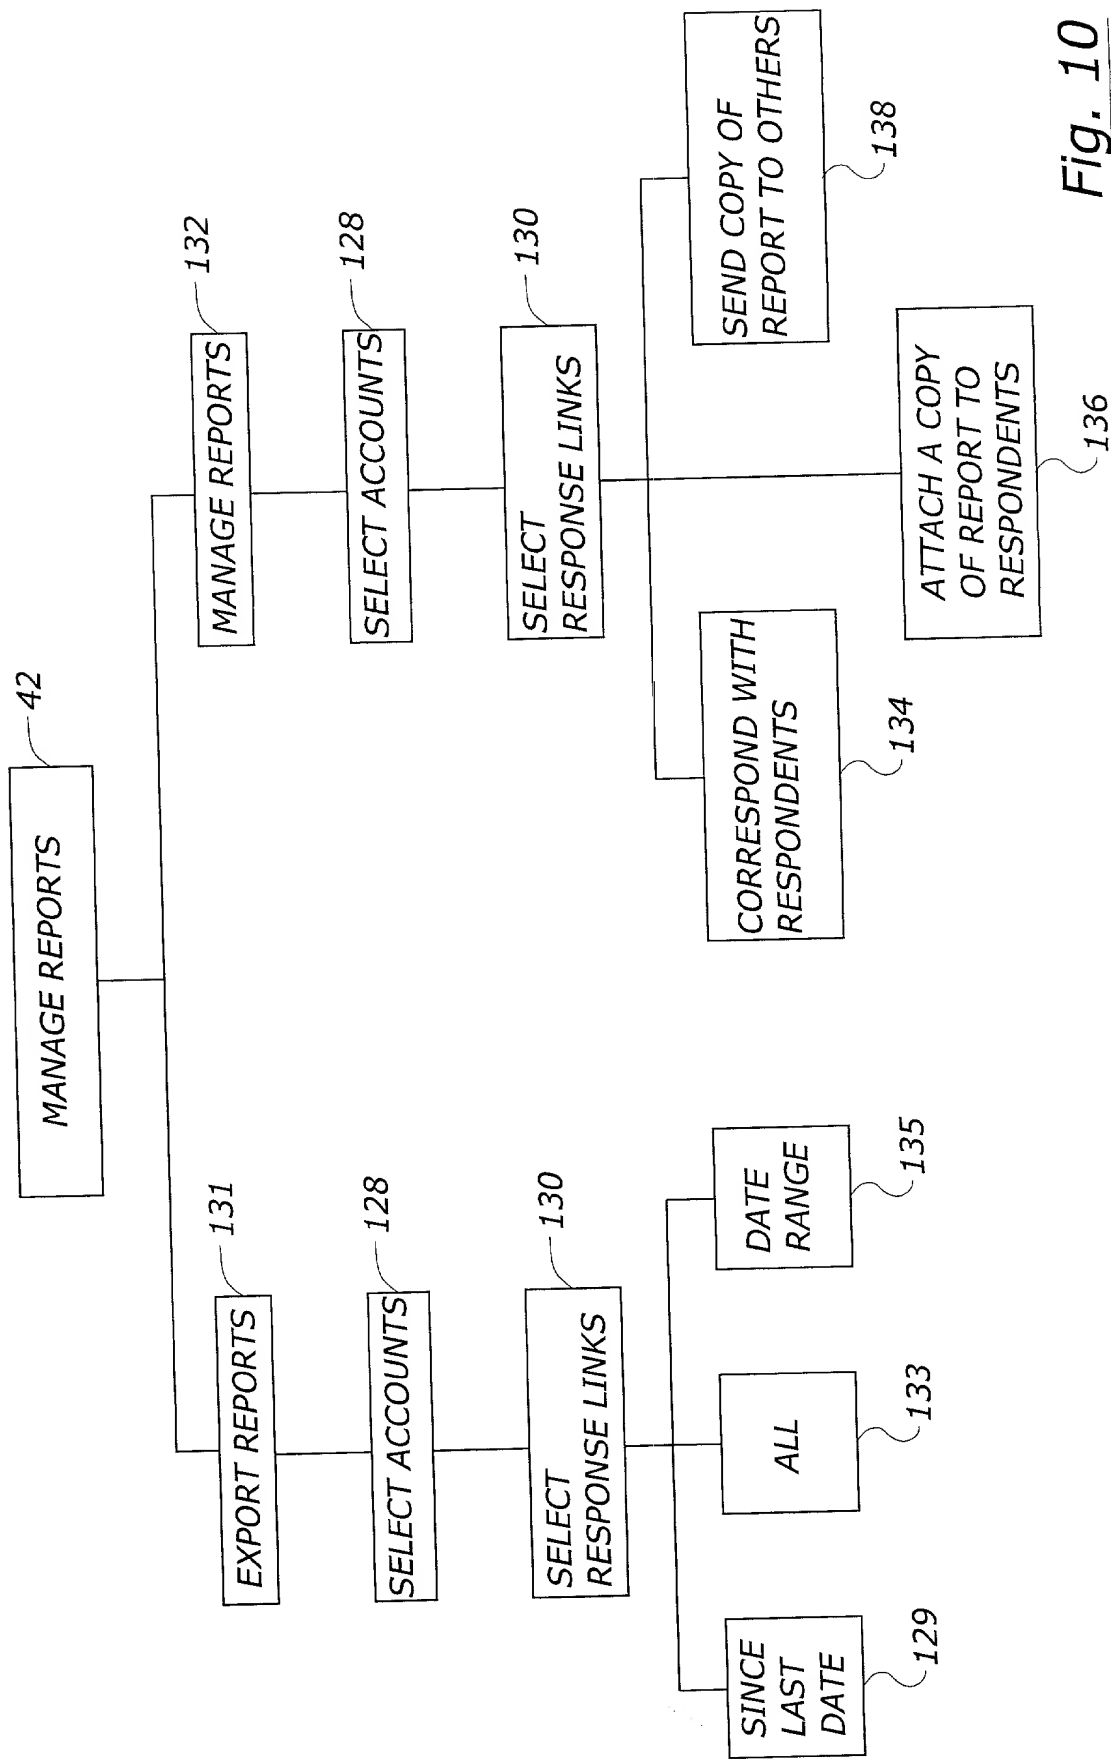 MANAGE REPORTS
42
EXPORT REPORTS
131
SELECT ACCOUNTS
128
SELECT
RESPONSE LINKS
130
SINCE
LAST
DATE
129
ALL
133
DATE
RANGE
135
MANAGE REPORTS
132
SELECT ACCOUNTS
128
SELECT
RESPONSE LINKS
130
CORRESPOND WITH
RESPONDENTS
134
ATTACH A COPY
OF REPORT TO
RESPONDENTS
136
SEND COPY OF
REPORT TO OTHERS
138
Fig. 10